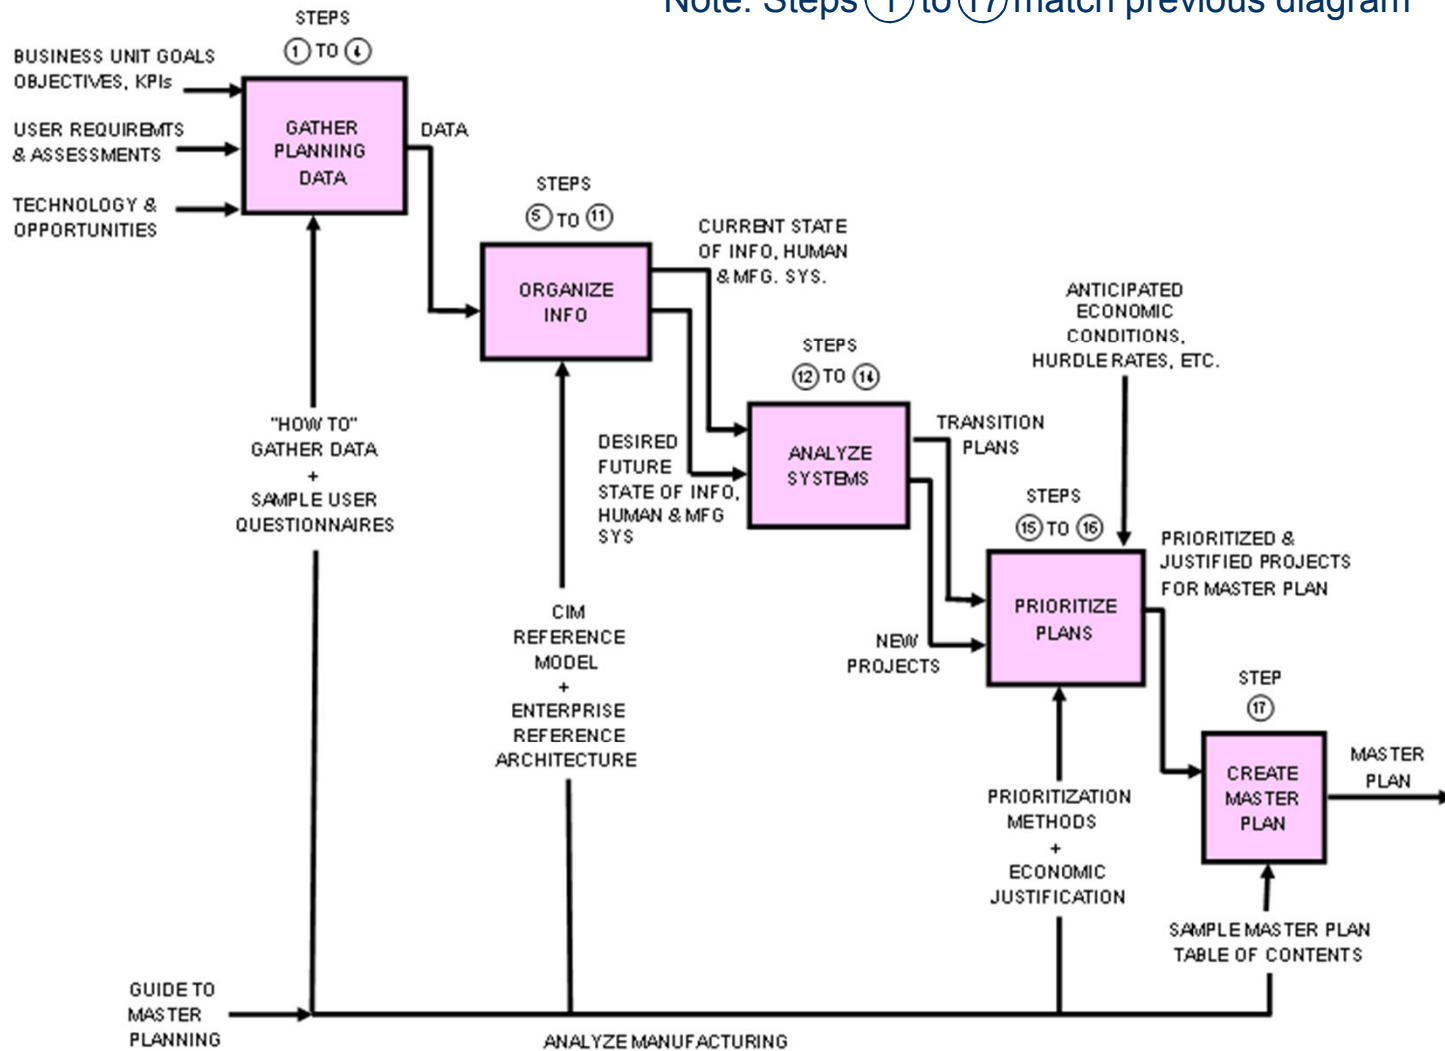 Note: Steps 1 to 17 match previous diagram
STEPS
1 TO 4
BUSINESS UNIT GOALS
OBJECTIVES, KPIs
USER REQUIREMTS
& ASSESSMENTS
TECHNOLOGY &
OPPORTUNITIES
GATHER
PLANNING
DATA
DATA
STEPS
5 TO 11
ORGANIZE
INFO
CURRENT STATE
OF INFO, HUMAN
& MFG. SYS.
DESIRED
FUTURE
STATE OF INFO,
HUMAN & MFG
SYS
STEPS
12 TO 14
ANALYZE
SYSTEMS
TRANSITION
PLANS
NEW
PROJECTS
ANTICIPATED
ECONOMIC
CONDITIONS,
HURDLE RATES, ETC.
STEPS
15 TO 16
PRIORITIZE
PLANS
PRIORITIZED &
JUSTIFIED PROJECTS
FOR MASTER PLAN
STEP
17
CREATE
MASTER
PLAN
MASTER
PLAN
"HOW TO"
GATHER DATA
+
SAMPLE USER
QUESTIONNAIRES
CIM
REFERENCE
MODEL
+
ENTERPRISE
REFERENCE
ARCHITECTURE
PRIORITIZATION
METHODS
+
ECONOMIC
JUSTIFICATION
SAMPLE MASTER PLAN
TABLE OF CONTENTS
GUIDE TO
MASTER
PLANNING
ANALYZE MANUFACTURING